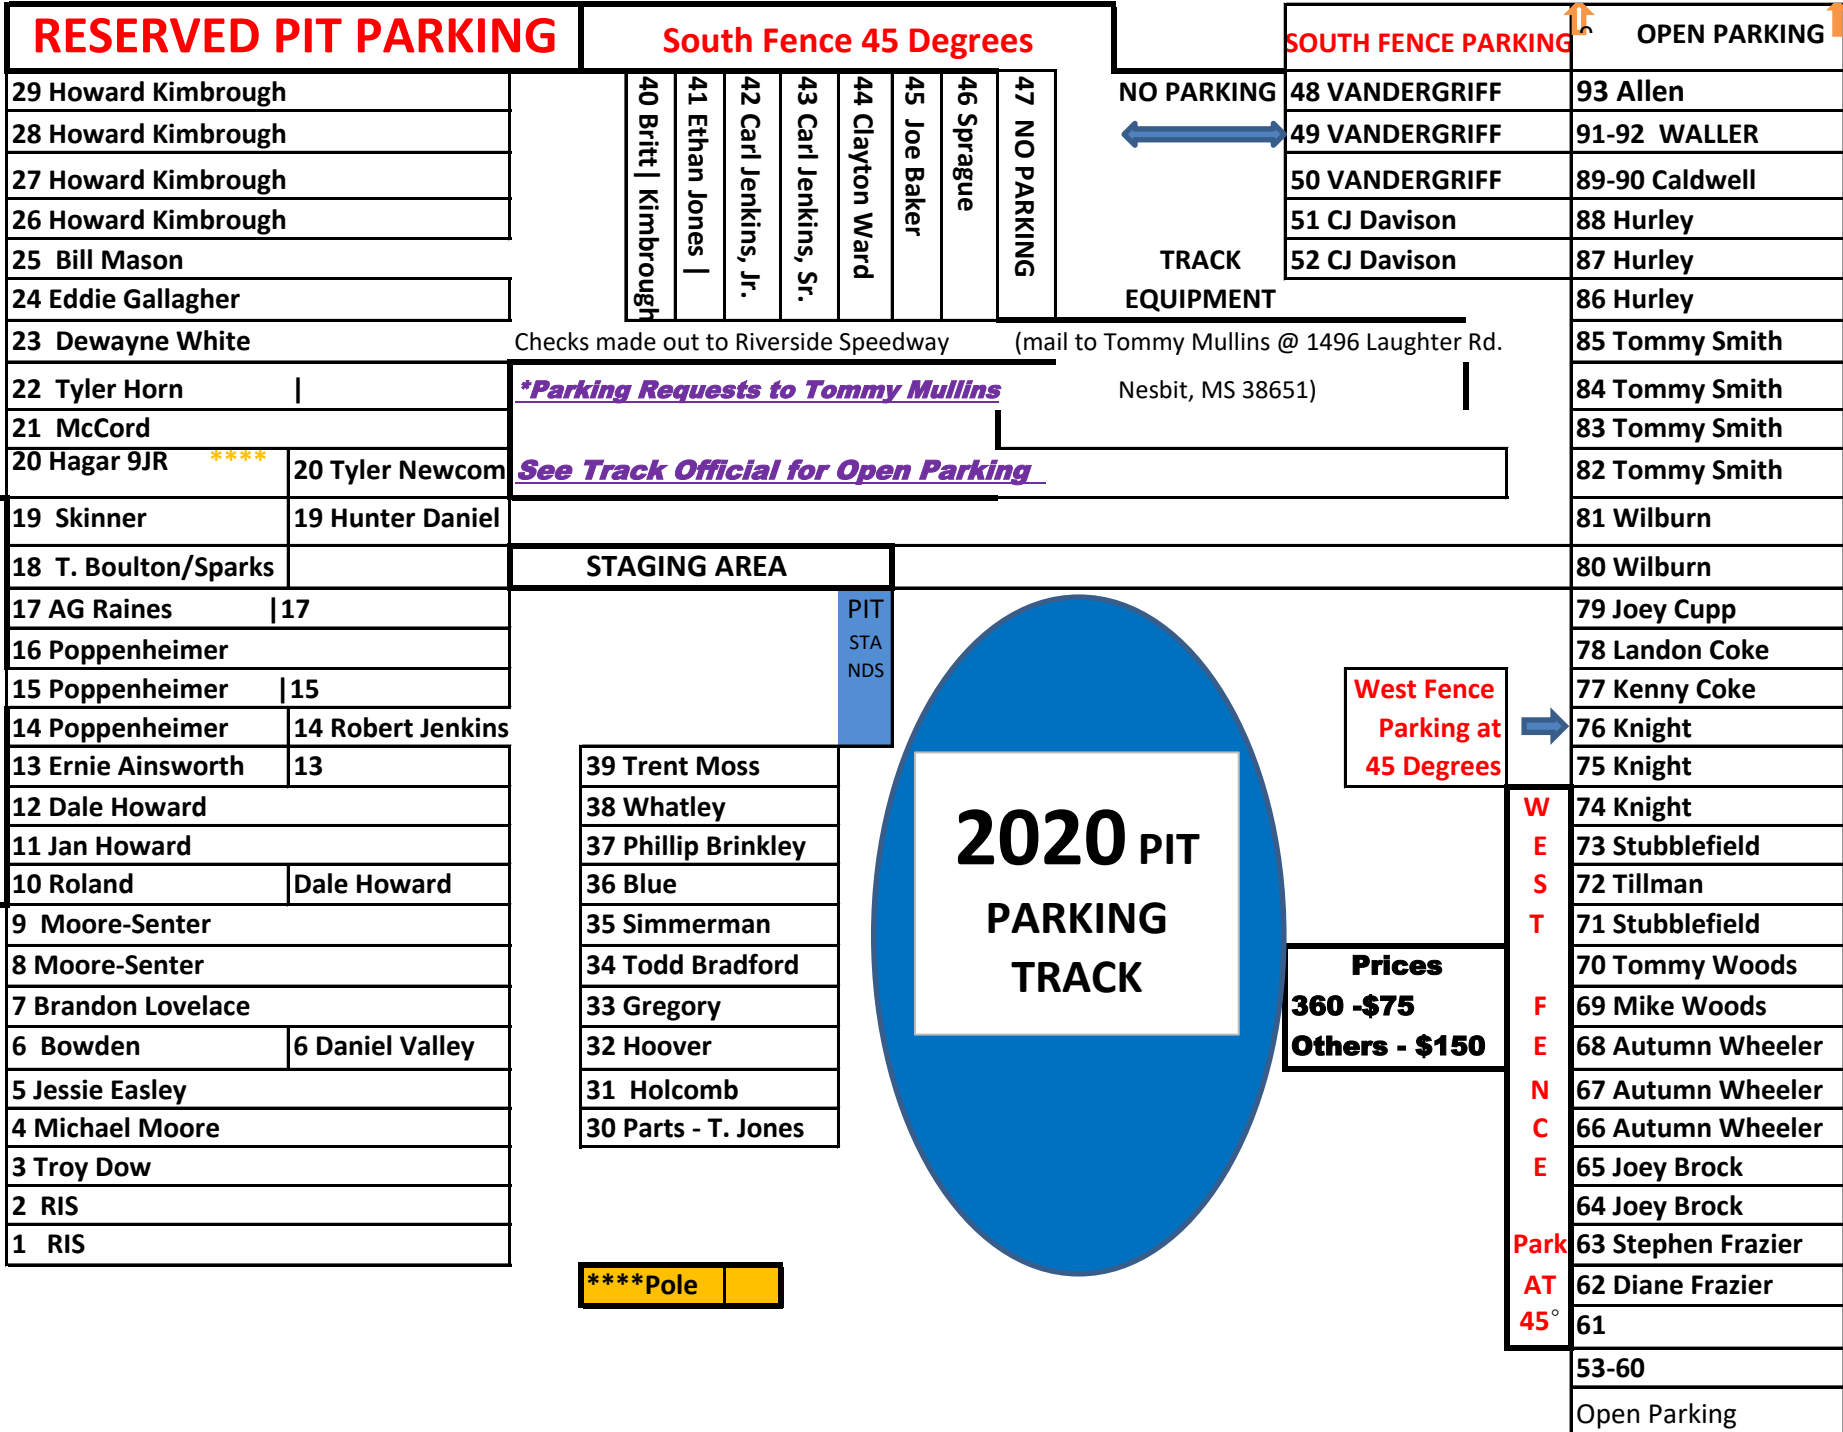 RESERVED PIT PARKING
South Fence 45 Degrees
SOUTH FENCE PARKING
OPEN PARKING
29 Howard Kimbrough
28 Howard Kimbrough
27 Howard Kimbrough
26 Howard Kimbrough
25 Bill Mason
24 Eddie Gallagher
23 Dewayne White
22 Tyler Horn |
21 McCord
20 Hagar 9JR ****
20 Tyler Newcom
19 Skinner
19 Hunter Daniel
18 T. Boulton/Sparks
17 AG Raines |17
16 Poppenheimer
15 Poppenheimer |15
14 Poppenheimer
14 Robert Jenkins
13 Ernie Ainsworth
13
12 Dale Howard
11 Jan Howard
10 Roland
Dale Howard
9 Moore-Senter
8 Moore-Senter
7 Brandon Lovelace
6 Bowden
6 Daniel Valley
5 Jessie Easley
4 Michael Moore
3 Troy Dow
2 RIS
1 RIS
40 Britt| Kimbrough
41 Ethan Jones |
42 Carl Jenkins, Jr.
43 Carl Jenkins, Sr.
44 Clayton Ward
45 Joe Baker
46 Sprague
47 NO PARKING
NO PARKING
TRACK
EQUIPMENT
48 VANDERGRIFF
49 VANDERGRIFF
50 VANDERGRIFF
51 CJ Davison
52 CJ Davison
Checks made out to Riverside Speedway
(mail to Tommy Mullins @ 1496 Laughter Rd.
Nesbit, MS 38651)
*Parking Requests to Tommy Mullins
See Track Official for Open Parking
STAGING AREA
PIT
STA
NDS
39 Trent Moss
38 Whatley
37 Phillip Brinkley
36 Blue
35 Simmerman
34 Todd Bradford
33 Gregory
32 Hoover
31 Holcomb
30 Parts - T. Jones
****Pole
2020 PIT
PARKING
TRACK
West Fence
Parking at
45 Degrees
Prices
360 -$75
Others - $150
W
E
S
T
F
E
N
C
E
Park
AT
45°
93 Allen
91-92 WALLER
89-90 Caldwell
88 Hurley
87 Hurley
86 Hurley
85 Tommy Smith
84 Tommy Smith
83 Tommy Smith
82 Tommy Smith
81 Wilburn
80 Wilburn
79 Joey Cupp
78 Landon Coke
77 Kenny Coke
76 Knight
75 Knight
74 Knight
73 Stubblefield
72 Tillman
71 Stubblefield
70 Tommy Woods
69 Mike Woods
68 Autumn Wheeler
67 Autumn Wheeler
66 Autumn Wheeler
65 Joey Brock
64 Joey Brock
63 Stephen Frazier
62 Diane Frazier
61
53-60
Open Parking